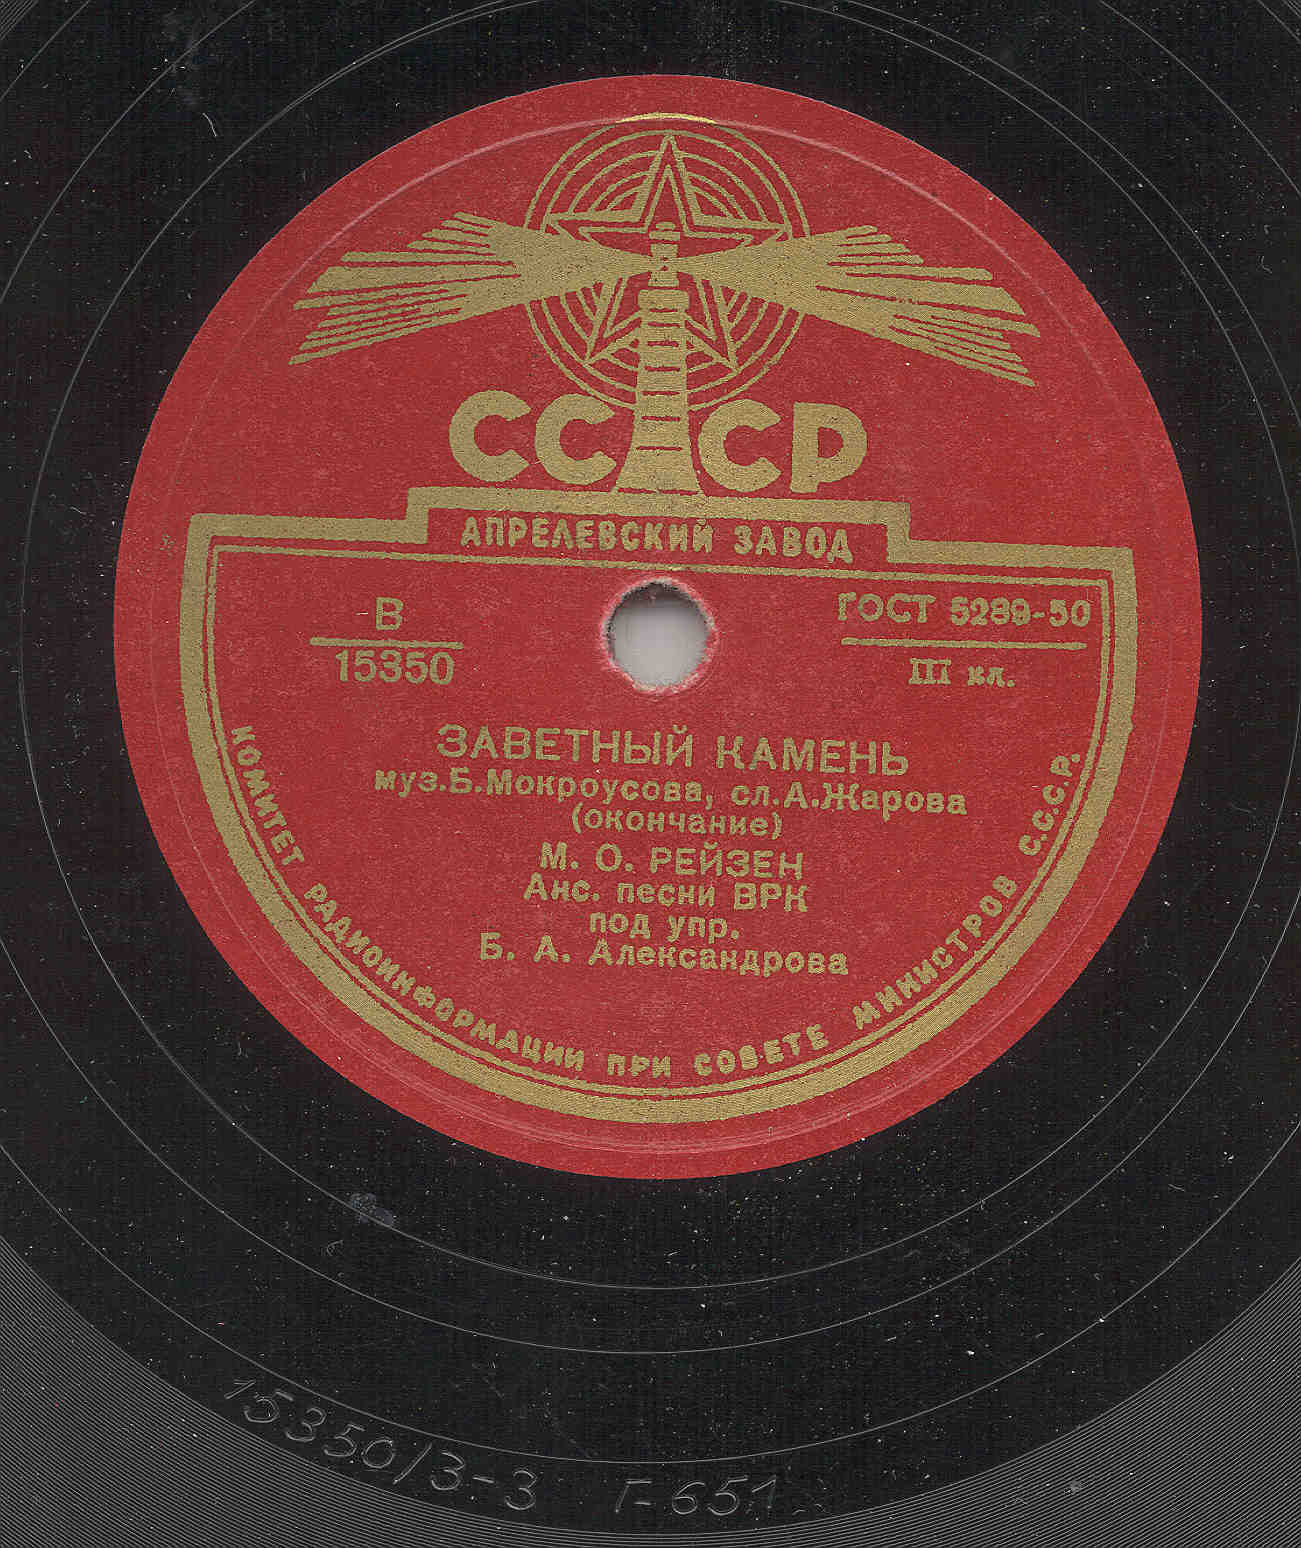 СССР
АПРЕЛЕВСКИЙ ЗАВОД
В
15350
ГОСТ 5289-50
III кл.
ЗАВЕТНЫЙ КАМЕНЬ
муз.Б.Мокроусова, сл.А.Жарова
(окончание)
М. О. РЕЙЗЕН
Анс. песни ВРК
под упр.
Б. А. Александрова
КОМИТЕТ РАДИОИНФОРМАЦИИ ПРИ СОВЕТЕ МИНИСТРОВ С.С.С.Р.
15350/3-3 Г-651